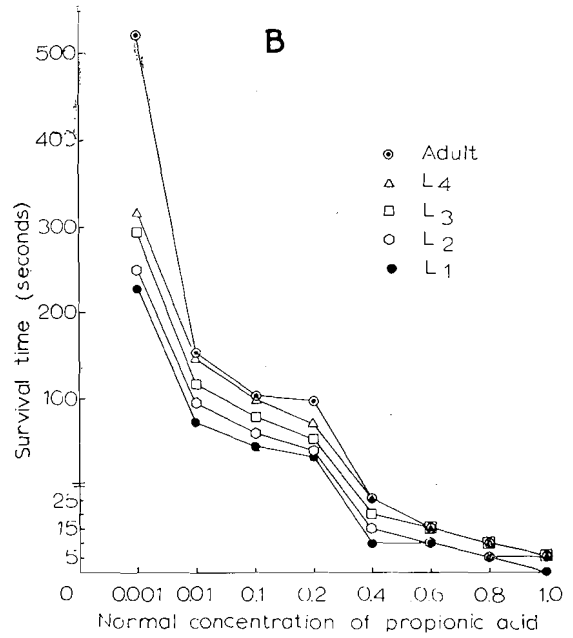 B
500
400
300
200
100
25
15
5
Survival time (seconds)
Adult
L4
L3
L2
L1
0 0.001 0.01 0.1 0.2 0.4 0.6 0.8 1.0
Normal concentration of propionic acid